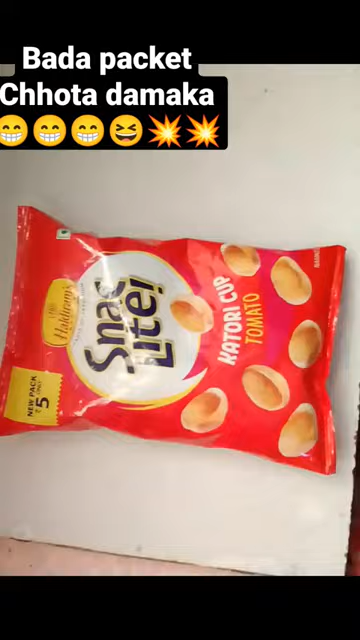 Bada packet
Chhota damaka
😁😁😁😆💥💥
Haldiram's
Snac
Lite!
KATORI CUP
TOMATO
NEW PACK
₹5